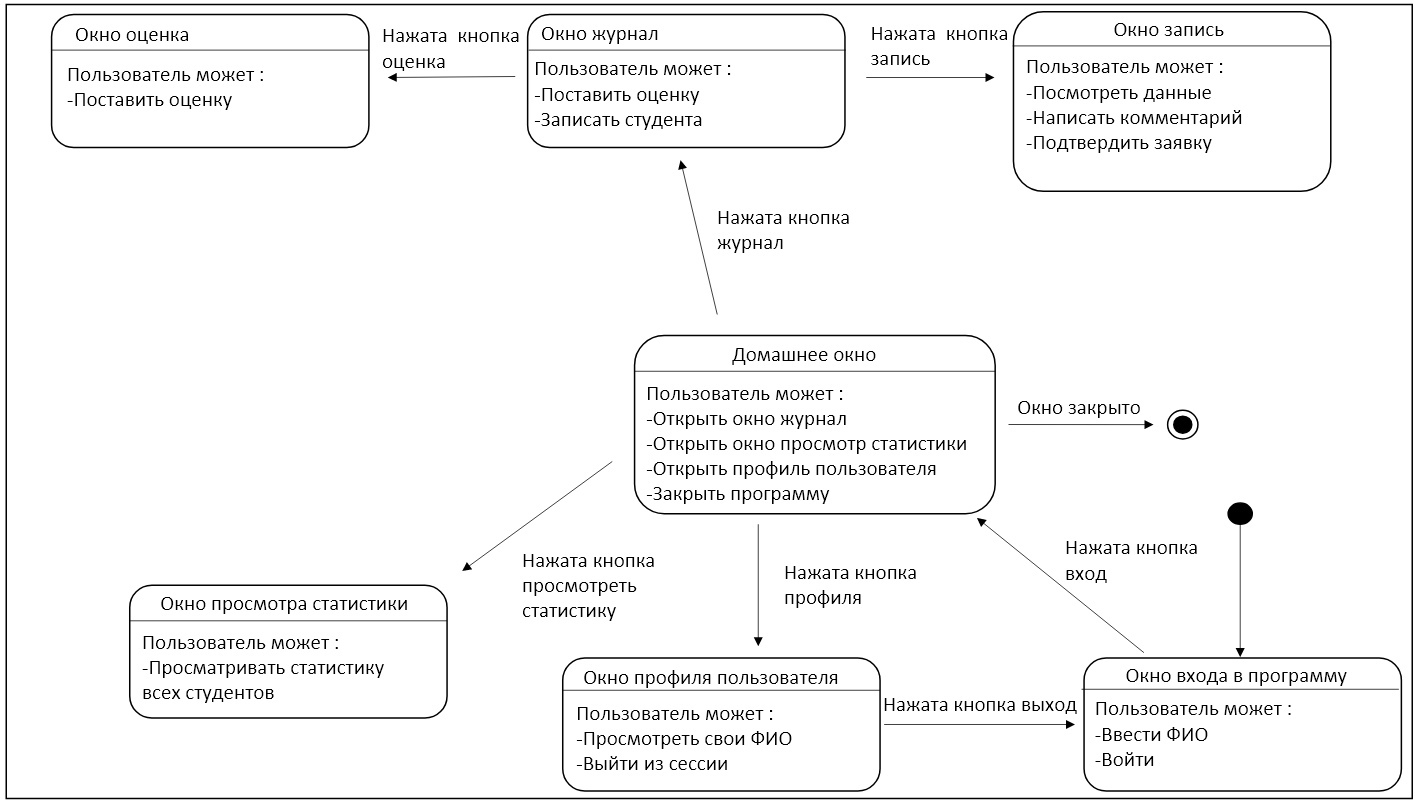 Окно оценка
Пользователь может :
-Поставить оценку
Нажата кнопка
оценка
Окно журнал
Пользователь может :
-Поставить оценку
-Записать студента
Нажата кнопка
запись
Окно запись
Пользователь может :
-Посмотреть данные
-Написать комментарий
-Подтвердить заявку
Нажата кнопка
журнал
Домашнее окно
Пользователь может :
-Открыть окно журнал
-Открыть окно просмотр статистики
-Открыть профиль пользователя
-Закрыть программу
Окно закрыто
Нажата кнопка
просмотреть
статистику
Нажата кнопка
профиля
Нажата кнопка
вход
Окно просмотра статистики
Пользователь может :
-Просматривать статистику
всех студентов
Окно профиля пользователя
Пользователь может :
-Просмотреть свои ФИО
-Выйти из сессии
Нажата кнопка выход
Окно входа в программу
Пользователь может :
-Ввести ФИО
-Войти